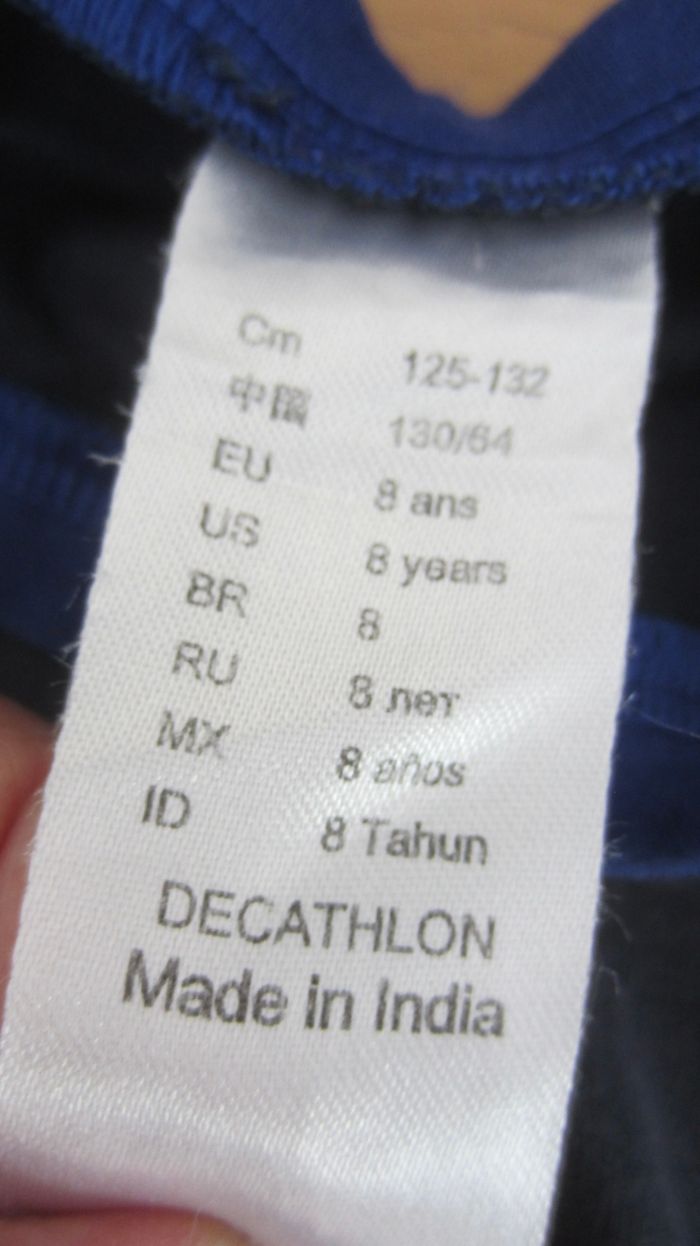 Cm 125-132
中國 130/64
EU 8 ans
US 8 years
BR 8
RU 8 лет
MX 8 años
ID 8 Tahun
DECATHLON
Made in India